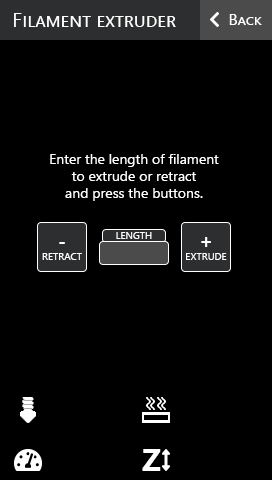 Filament extruder
Back
Enter the length of filament
to extrude or retract
and press the buttons.
LENGTH
-
RETRACT
+
EXTRUDE
Z